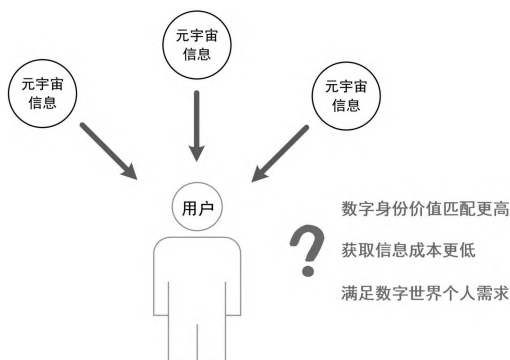 元宇宙
信息
元宇宙
信息
元宇宙
信息
用户
?
数字身份价值匹配更高
获取信息成本更低
满足数字世界个人需求